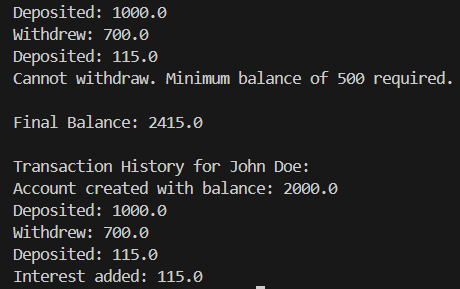 Deposited: 1000.0
Withdrew: 700.0
Deposited: 115.0
Cannot withdraw. Minimum balance of 500 required.
Final Balance: 2415.0
Transaction History for John Doe:
Account created with balance: 2000.0
Deposited: 1000.0
Withdrew: 700.0
Deposited: 115.0
Interest added: 115.0